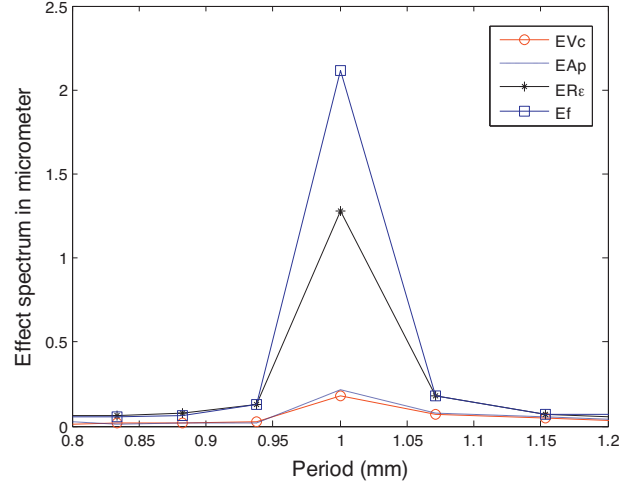 2.5
2
1.5
1
0.5
0
0.8
0.85
0.9
0.95
1
1.05
1.1
1.15
1.2
Effect spectrum in micrometer
Period (mm)
EVc
EAp
ERε
Ef